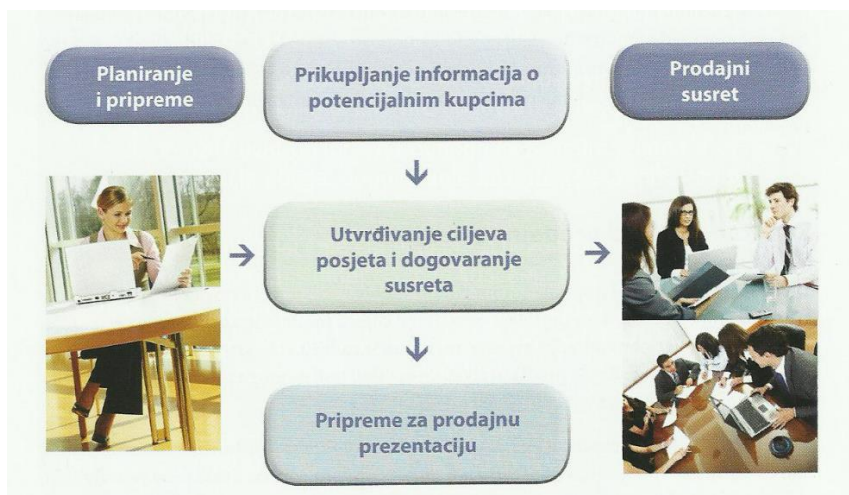 Planiranje
i pripreme
Prikupljanje informacija o
potencijalnim kupcima
Prodajni
susret
Utvrđivanje ciljeva
posjeta i dogovaranje
susreta
Pripreme za prodajnu
prezentaciju